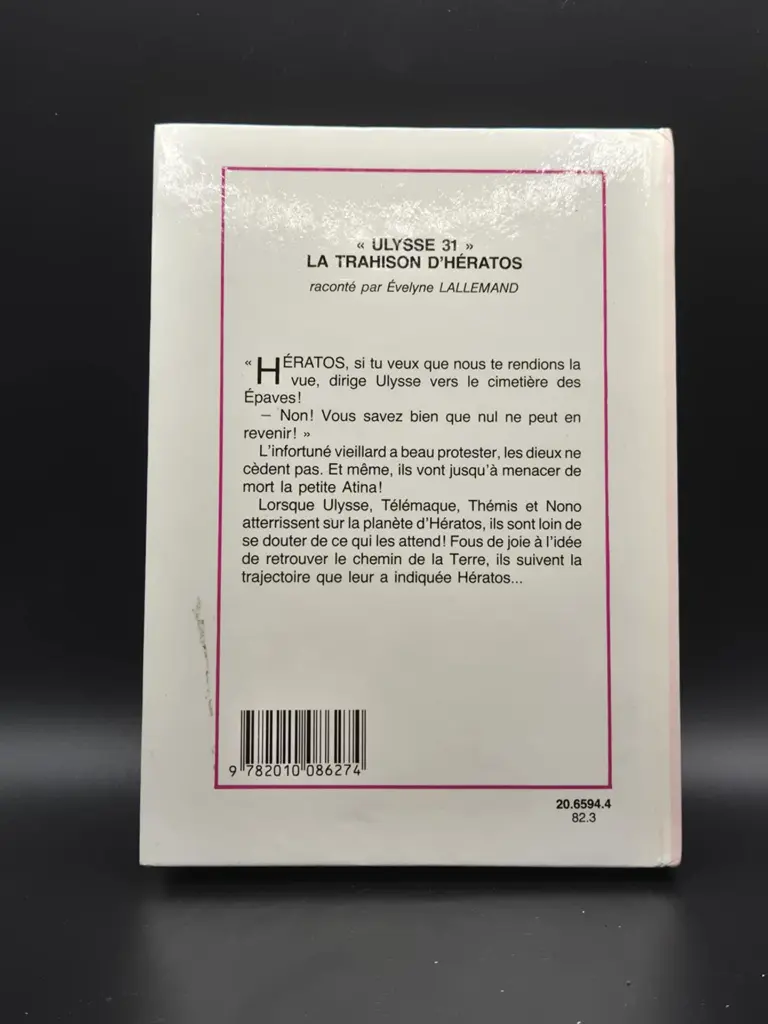 « ULYSSE 31 »
LA TRAHISON D'HÉRATOS
raconté par Évelyne LALLEMAND
« HÉRATOS, si tu veux que nous te rendions la
vue, dirige Ulysse vers le cimetière des
Épaves!
— Non! Vous savez bien que nul ne peut en
revenir! »
L'infortuné vieillard a beau protester, les dieux ne
cèdent pas. Et même, ils vont jusqu'à menacer de
mort la petite Atina!
Lorsque Ulysse, Télémaque, Thémis et Nono
atterrissent sur la planète d'Hératos, ils sont loin de
se douter de ce qui les attend! Fous de joie à l'idée
de retrouver le chemin de la Terre, ils suivent la
trajectoire que leur a indiquée Hératos...
9 782010 086274
20.6594.4
82.3